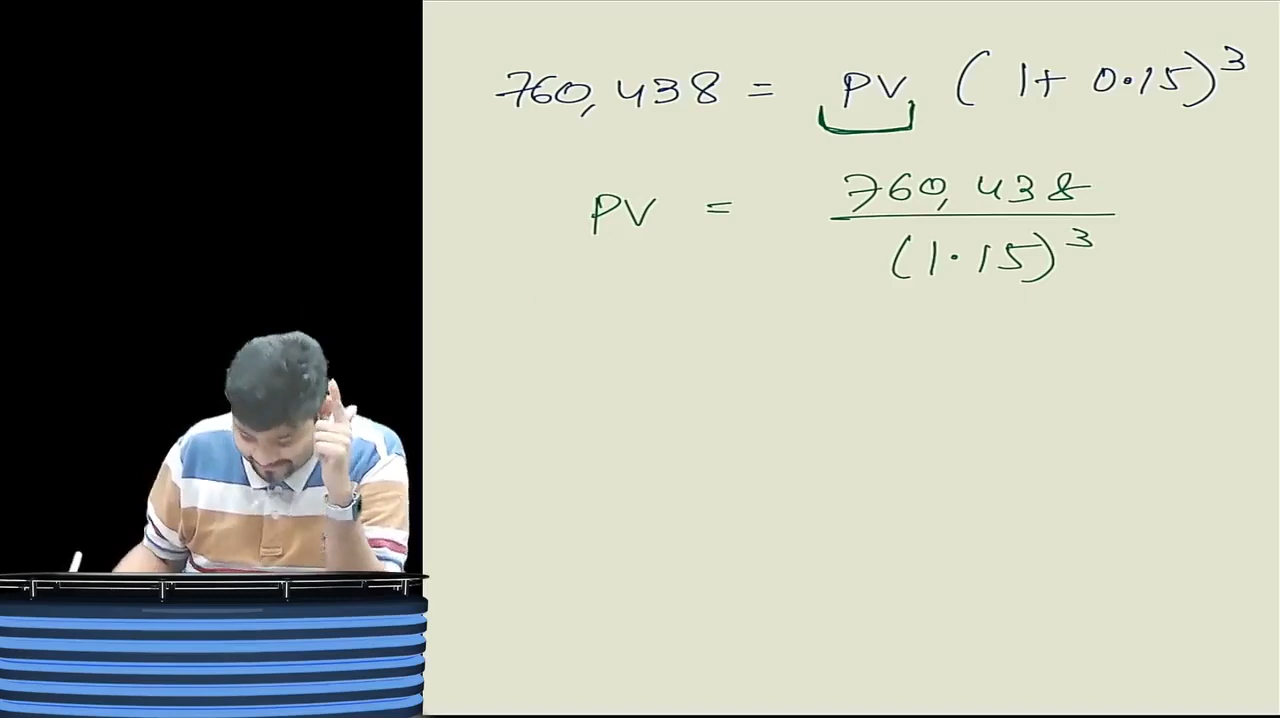 760,438 = PV (1+ 0.15)^3
PV = 760,438
(1.15)^3